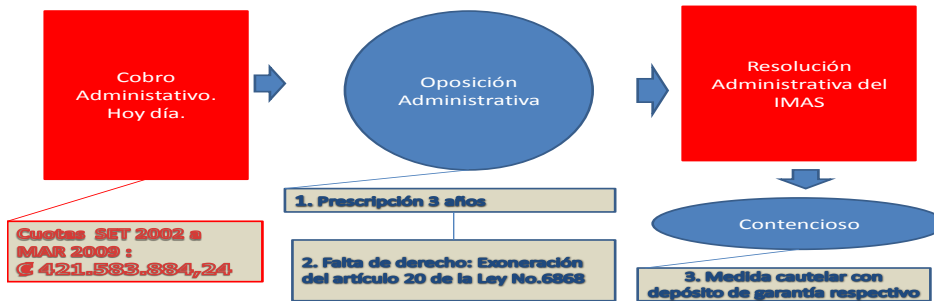 Cobro
Administativo.
Hoy día.
Oposición
Administrativa
Resolución
Administrativa del
IMAS
Cuotas SET 2002 a
MAR 2009 :
₡ 421.583.884,24
1. Prescripción 3 años
2. Falta de derecho: Exoneración
del artículo 20 de la Ley No.6868
Contencioso
3. Medida cautelar con
depósito de garantía respectivo